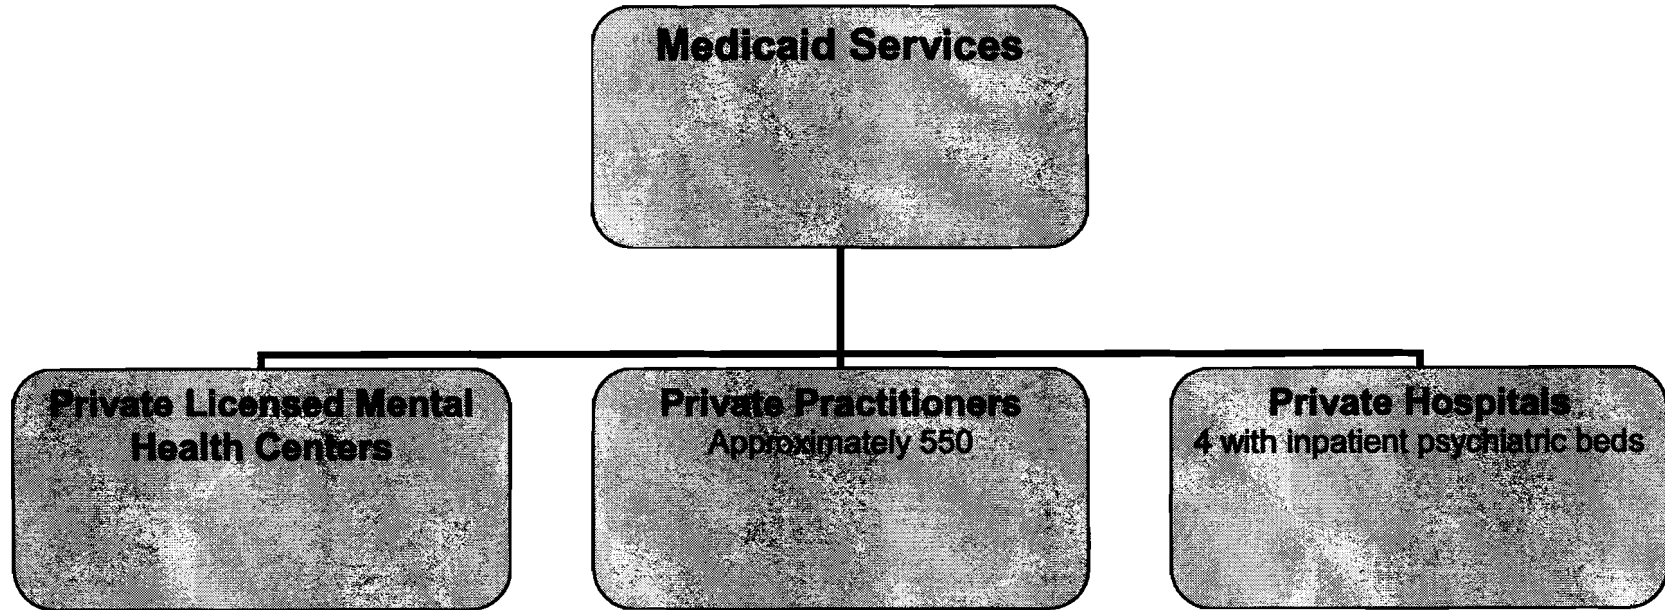 Medicaid Services
Private Licensed Mental
Health Centers
Private Practitioners
Approximately 550
Private Hospitals
4 with inpatient psychiatric beds